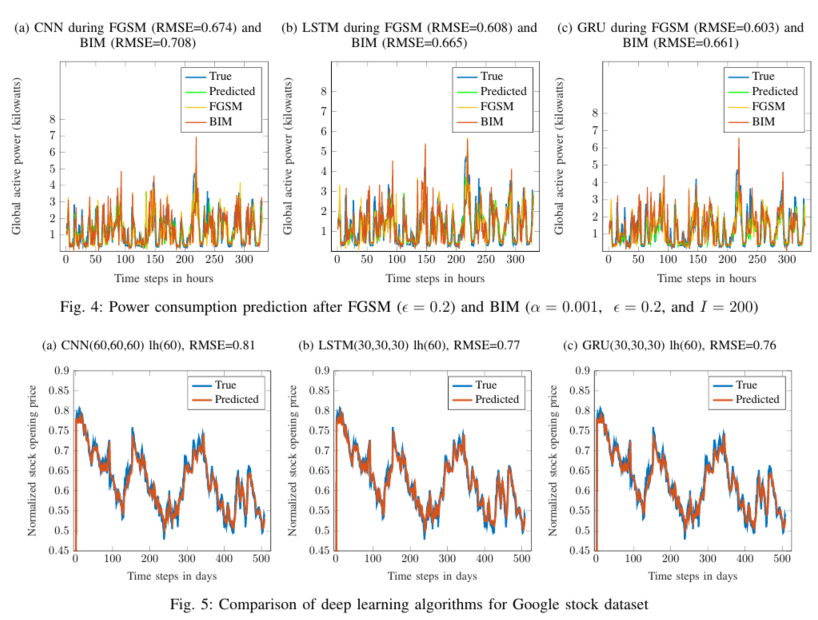 (a) CNN during FGSM (RMSE=0.674) and
BIM (RMSE=0.708)
Global active power (kilowatts)
8
7
6
5
4
3
2
1
0
50
100
150
200
250
300
Time steps in hours
True
Predicted
FGSM
BIM
(b) LSTM during FGSM (RMSE=0.608) and
BIM (RMSE=0.665)
Global active power (kilowatts)
8
7
6
5
4
3
2
1
0
50
100
150
200
250
300
Time steps in hours
True
Predicted
FGSM
BIM
(c) GRU during FGSM (RMSE=0.603) and
BIM (RMSE=0.661)
Global active power (kilowatts)
8
7
6
5
4
3
2
1
0
50
100
150
200
250
300
Time steps in hours
True
Predicted
FGSM
BIM
Fig. 4: Power consumption prediction after FGSM (ϵ = 0.2) and BIM (α = 0.001, ϵ = 0.2, and I = 200)
(a) CNN(60,60,60) lh(60), RMSE=0.81
Normalized stock opening price
0.9
0.8
0.8
0.7
0.7
0.65
0.6
0.6
0.5
0.45
0
100
200
300
400
500
Time steps in days
True
Predicted
(b) LSTM(30,30,30) lh(60), RMSE=0.77
Normalized stock opening price
0.9
0.8
0.8
0.7
0.7
0.65
0.6
0.6
0.5
0.45
0
100
200
300
400
500
Time steps in days
True
Predicted
(c) GRU(30,30,30) lh(60), RMSE=0.76
Normalized stock opening price
0.9
0.8
0.8
0.7
0.7
0.65
0.6
0.6
0.5
0.45
0
100
200
300
400
500
Time steps in days
True
Predicted
Fig. 5: Comparison of deep learning algorithms for Google stock dataset